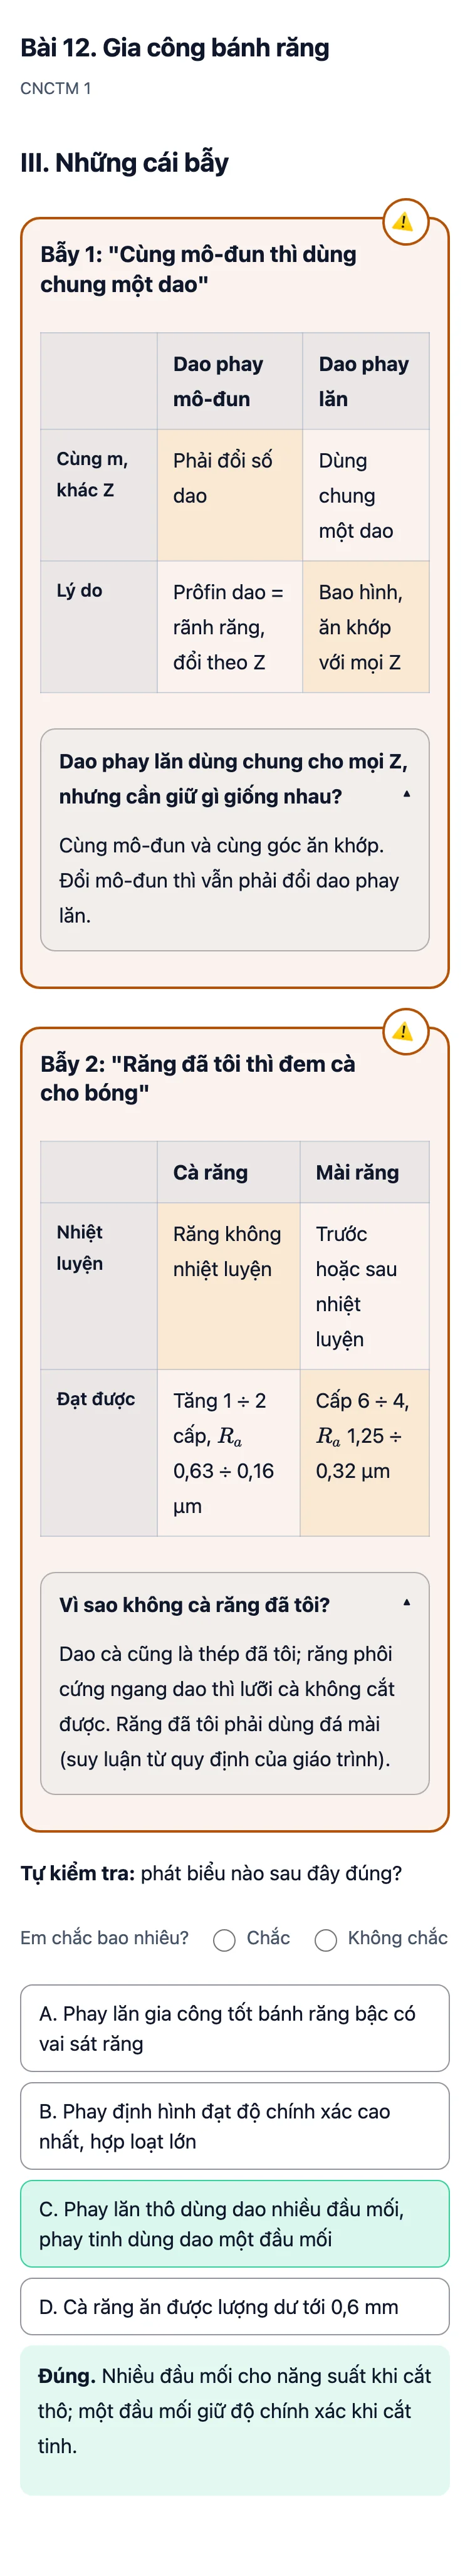 Bài 12. Gia công bánh răng
CNCTM 1
III. Những cái bẫy
Bẫy 1: "Cùng mô-đun thì dùng
chung một dao"
Dao phay
mô-đun
Dao phay
lăn
Cùng m,
khác Z
Phải đổi số
dao
Dùng
chung
một dao
Lý do
Prôfin dao =
rãnh răng,
đổi theo Z
Bao hình,
ăn khớp
với mọi Z
Dao phay lăn dùng chung cho mọi Z,
nhưng cần giữ gì giống nhau?
Cùng mô-đun và cùng góc ăn khớp.
Đổi mô-đun thì vẫn phải đổi dao phay
lăn.
Bẫy 2: "Răng đã tôi thì đem cà
cho bóng"
Cà răng
Mài răng
Nhiệt
luyện
Răng không
nhiệt luyện
Trước
hoặc sau
nhiệt
luyện
Đạt được
Tăng 1 ÷ 2
cấp, Rₐ
0,63 ÷ 0,16
μm
Cấp 6 ÷ 4,
Rₐ 1,25 ÷
0,32 μm
Vì sao không cà răng đã tôi?
Dao cà cũng là thép đã tôi; răng phôi
cứng ngang dao thì lưỡi cà không cắt
được. Răng đã tôi phải dùng đá mài
(suy luận từ quy định của giáo trình).
Tự kiểm tra: phát biểu nào sau đây đúng?
Em chắc bao nhiêu? Chắc Không chắc
A. Phay lăn gia công tốt bánh răng bậc có
vai sát răng
B. Phay định hình đạt độ chính xác cao
nhất, hợp loạt lớn
C. Phay lăn thô dùng dao nhiều đầu mối,
phay tinh dùng dao một đầu mối
D. Cà răng ăn được lượng dư tới 0,6 mm
Đúng. Nhiều đầu mối cho năng suất khi cắt
thô; một đầu mối giữ độ chính xác khi cắt
tinh.